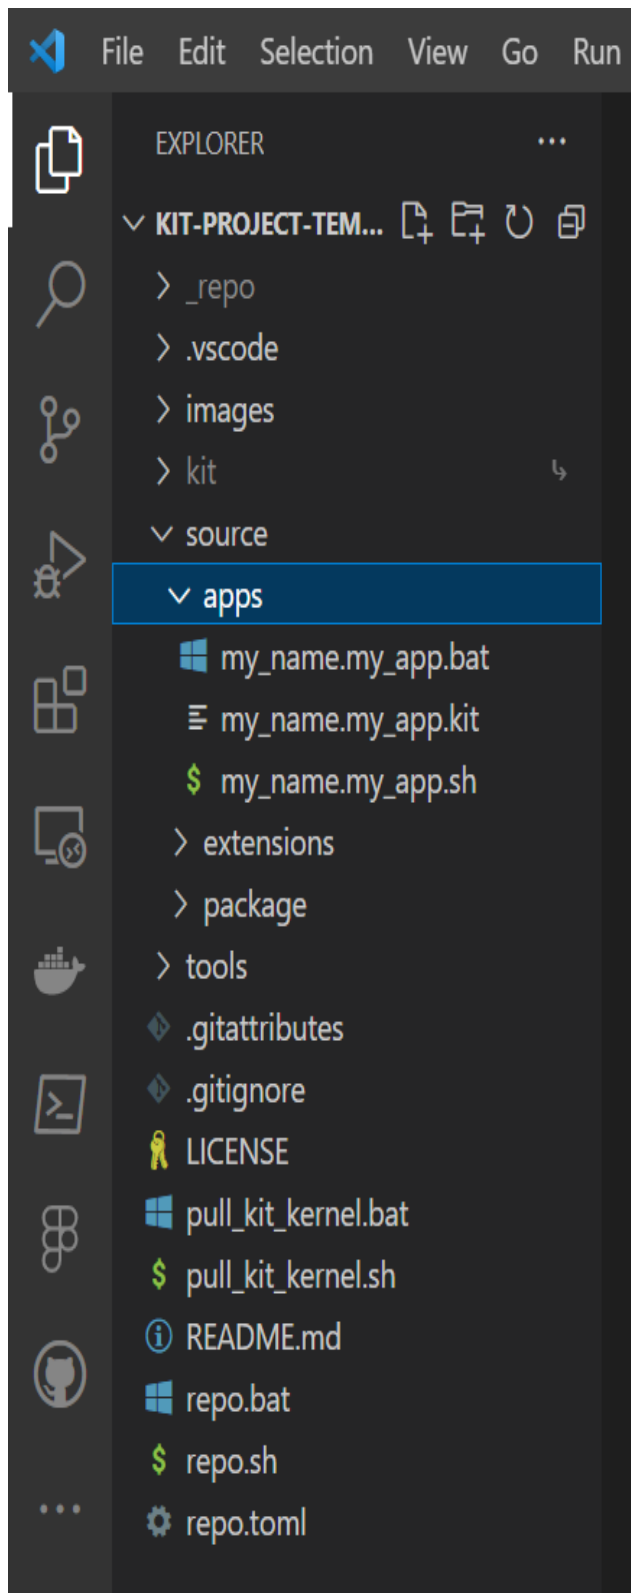 File Edit Selection View Go Run
EXPLORER
KIT-PROJECT-TEM...
_repo
.vscode
images
kit
source
apps
my_name.my_app.bat
my_name.my_app.kit
my_name.my_app.sh
extensions
package
tools
.gitattributes
.gitignore
LICENSE
pull_kit_kernel.bat
pull_kit_kernel.sh
README.md
repo.bat
repo.sh
repo.toml